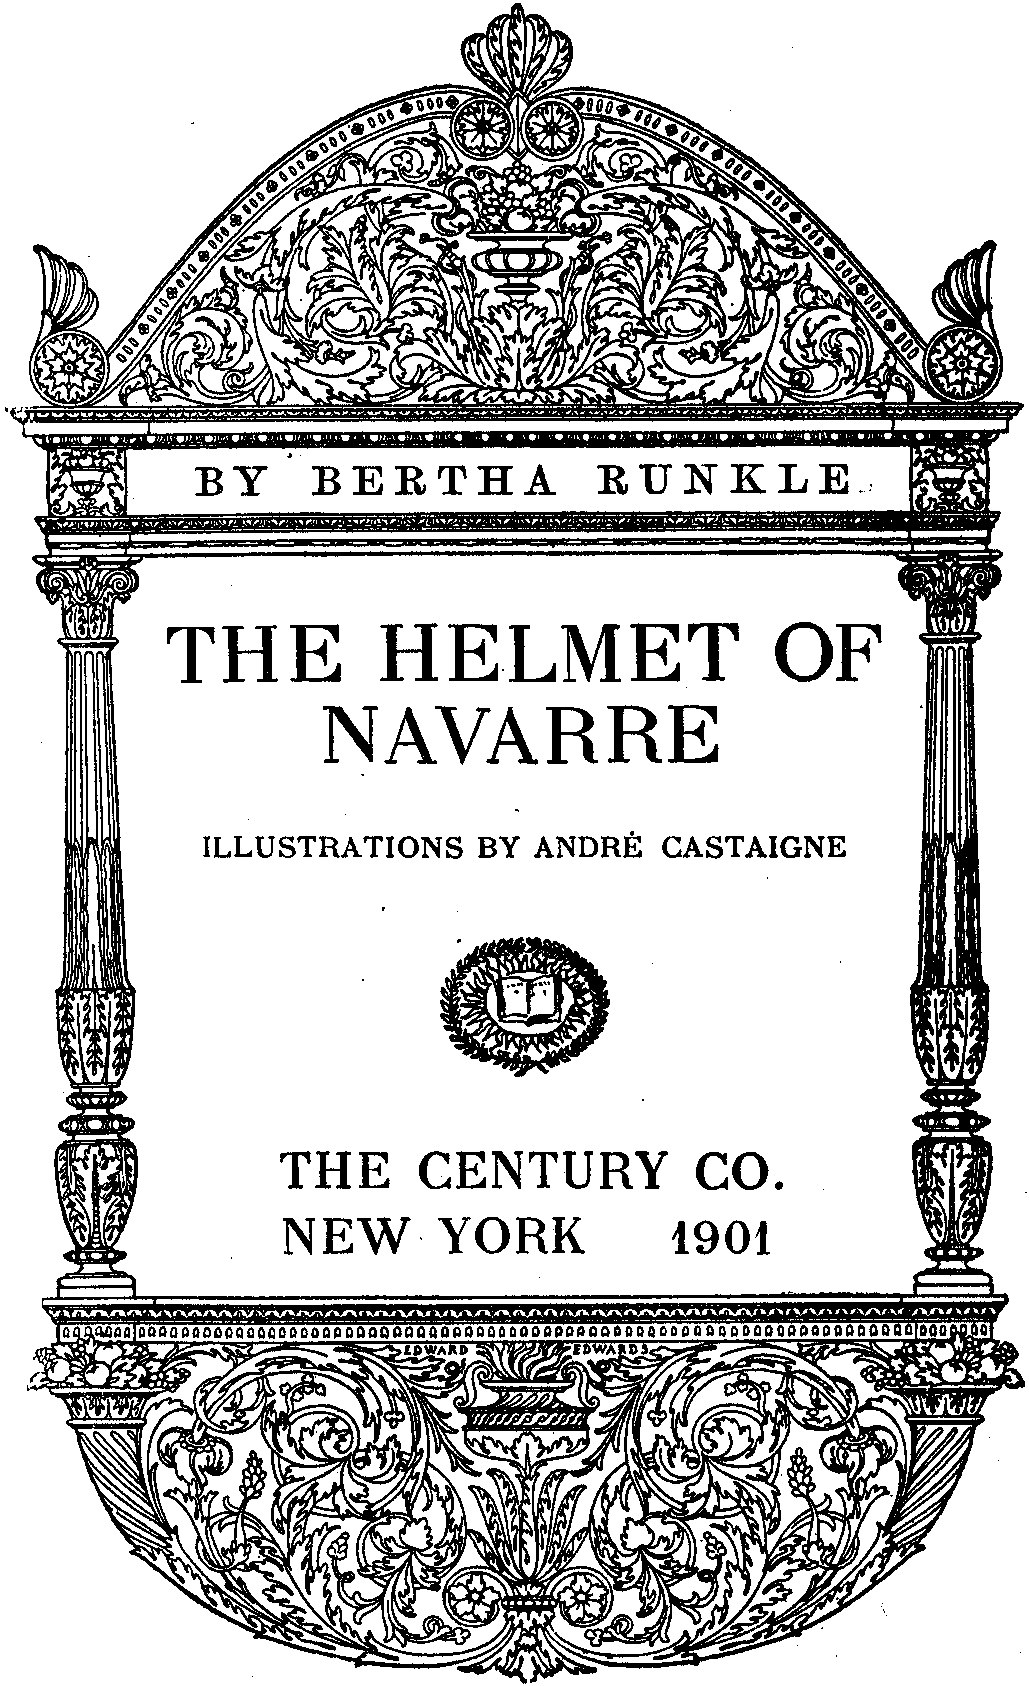 BY BERTHA RUNKLE
THE HELMET OF
NAVARRE
ILLUSTRATIONS BY ANDRÉ CASTAIGNE
THE CENTURY CO.
NEW YORK 1901
EDWARD EDWARDS